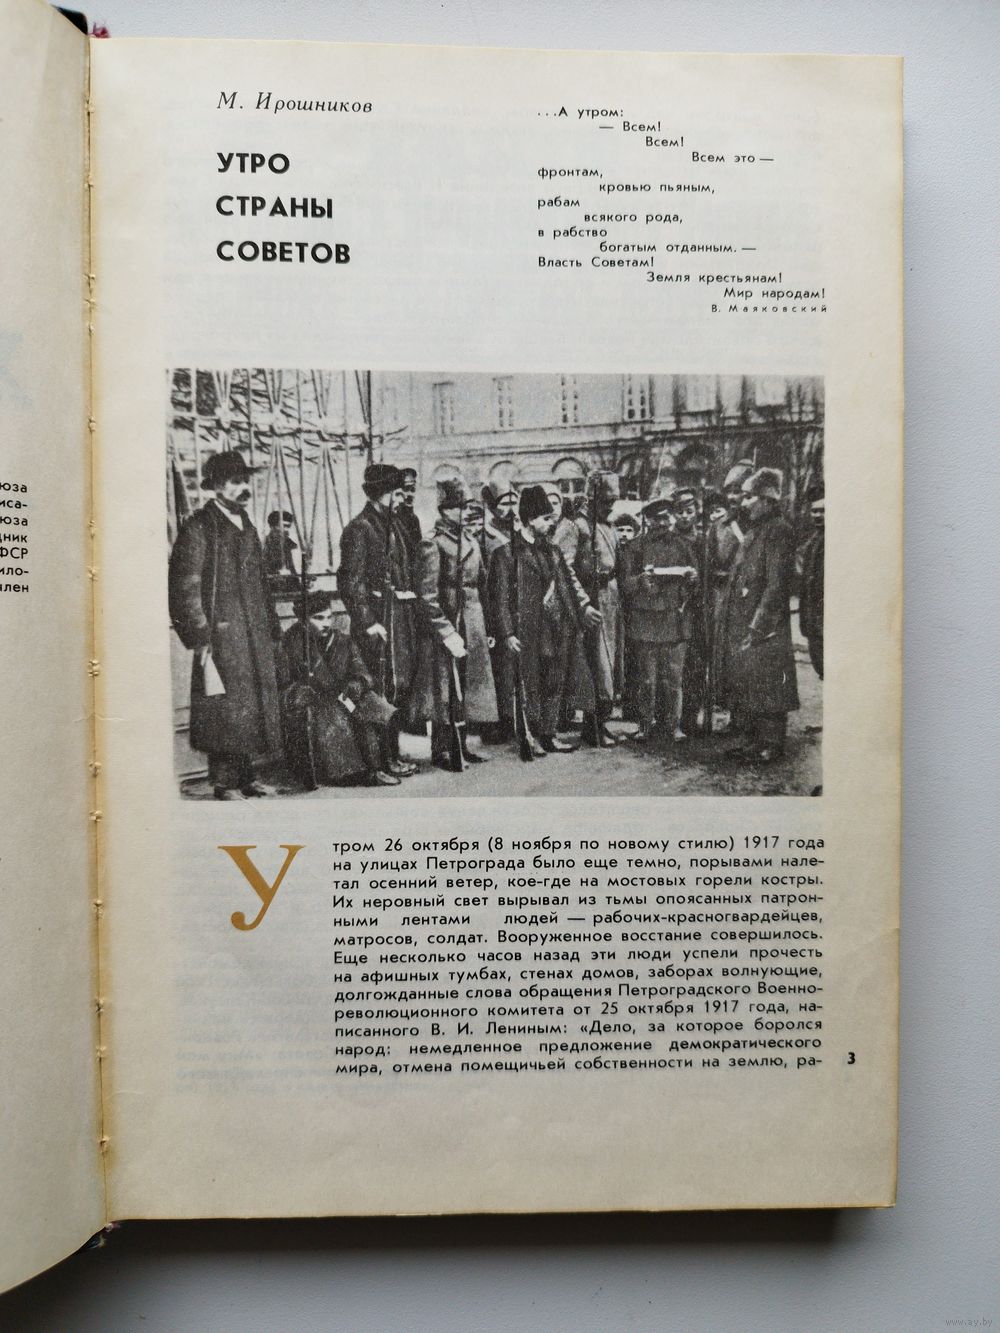 М. Ирошников
УТРО
СТРАНЫ
СОВЕТОВ
...А утром:
— Всем!
Всем!
Всем это —
фронтам,
кровью пьяным,
рабам
всякого рода,
в рабство
богатым отданным. —
Власть Советам!
Земля крестьянам!
Мир народам!
В. Маяковский
Утром 26 октября (8 ноября по новому стилю) 1917 года
на улицах Петрограда было еще темно, порывами нале-
тал осенний ветер, кое-где на мостовых горели костры.
Их неровный свет вырывал из тьмы опоясанных патрон-
ными лентами людей — рабочих-красногвардейцев,
матросов, солдат. Вооруженное восстание совершилось.
Еще несколько часов назад эти люди успели прочесть
на афишных тумбах, стенах домов, заборах волнующие,
долгожданные слова обращения Петроградского Военно-
революционного комитета от 25 октября 1917 года, на-
писанного В. И. Лениным: «Дело, за которое боролся
народ: немедленное предложение демократического
мира, отмена помещичьей собственности на землю, ра-
3
юза
иса-
юза
дник
ФСР
ило-
член
www.ay.by